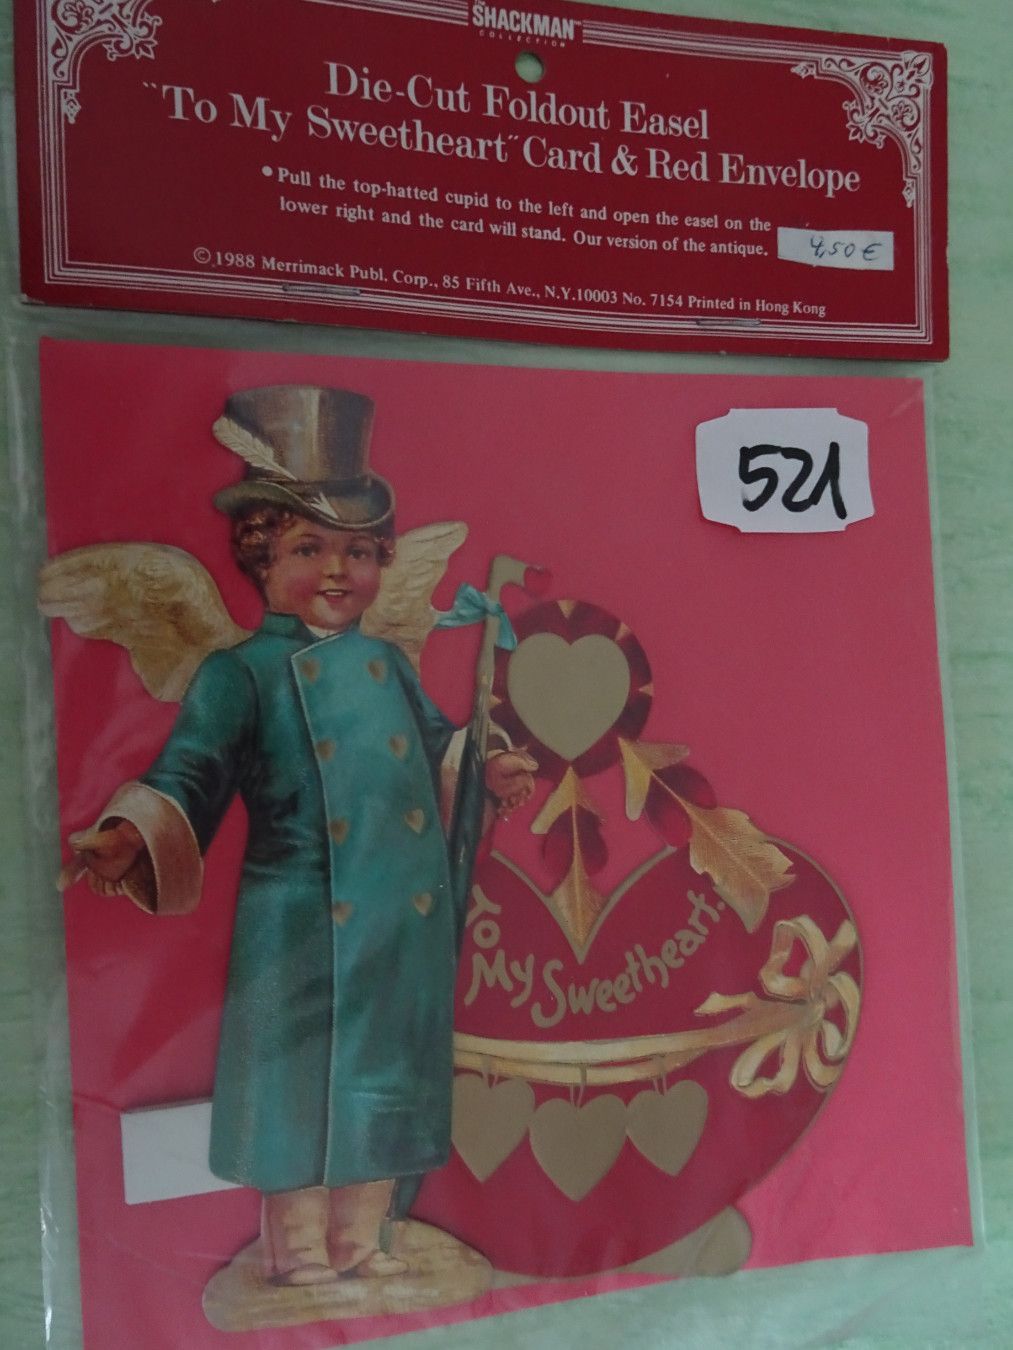 The
SHACKMAN™
COLLECTION
Die-Cut Foldout Easel
"To My Sweetheart" Card & Red Envelope
• Pull the top-hatted cupid to the left and open the easel on the
lower right and the card will stand. Our version of the antique.
4,50 €
© 1988 Merrimack Publ. Corp., 85 Fifth Ave., N.Y.10003 No. 7154 Printed in Hong Kong
521
To
My Sweetheart.